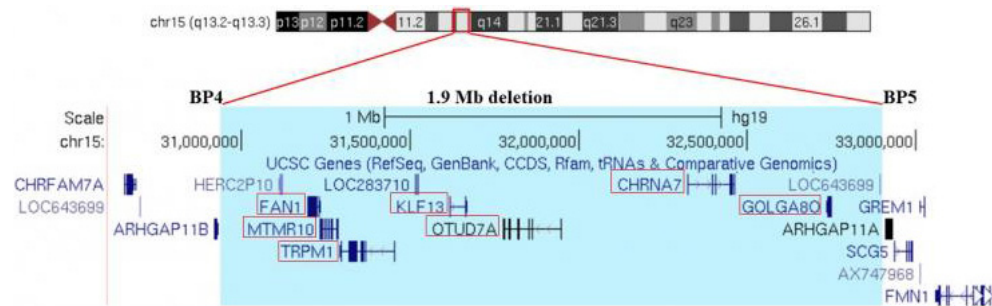 chr15 (q13.2-q13.3) p13 p12 p11.2 11.2 q14 21.1 q21.3 q23 26.1
BP4 1.9 Mb deletion BP5
Scale 1 Mb hg19
chr15: 31,000,000 31,500,000 32,000,000 32,500,000 33,000,000
UCSC Genes (RefSeq, GenBank, CCDS, Rfam, tRNAs & Comparative Genomics)
CHRFAM7A HERC2P10 LOC283710 CHRNA7 LOC643699
LOC643699 FAN1 KLF13 GOLGA8O GREM1
ARHGAP11B MTMR10 OTUD7A ARHGAP11A
TRPM1 SCG5
AX747968
FMN1